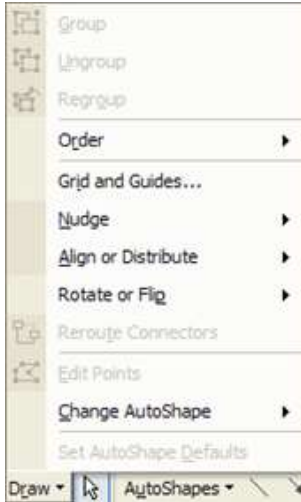 Group
Ungroup
Regroup
Order
Grid and Guides...
Nudge
Align or Distribute
Rotate or Flip
Reroute Connectors
Edit Points
Change AutoShape
Set AutoShape Defaults
Draw AutoShapes